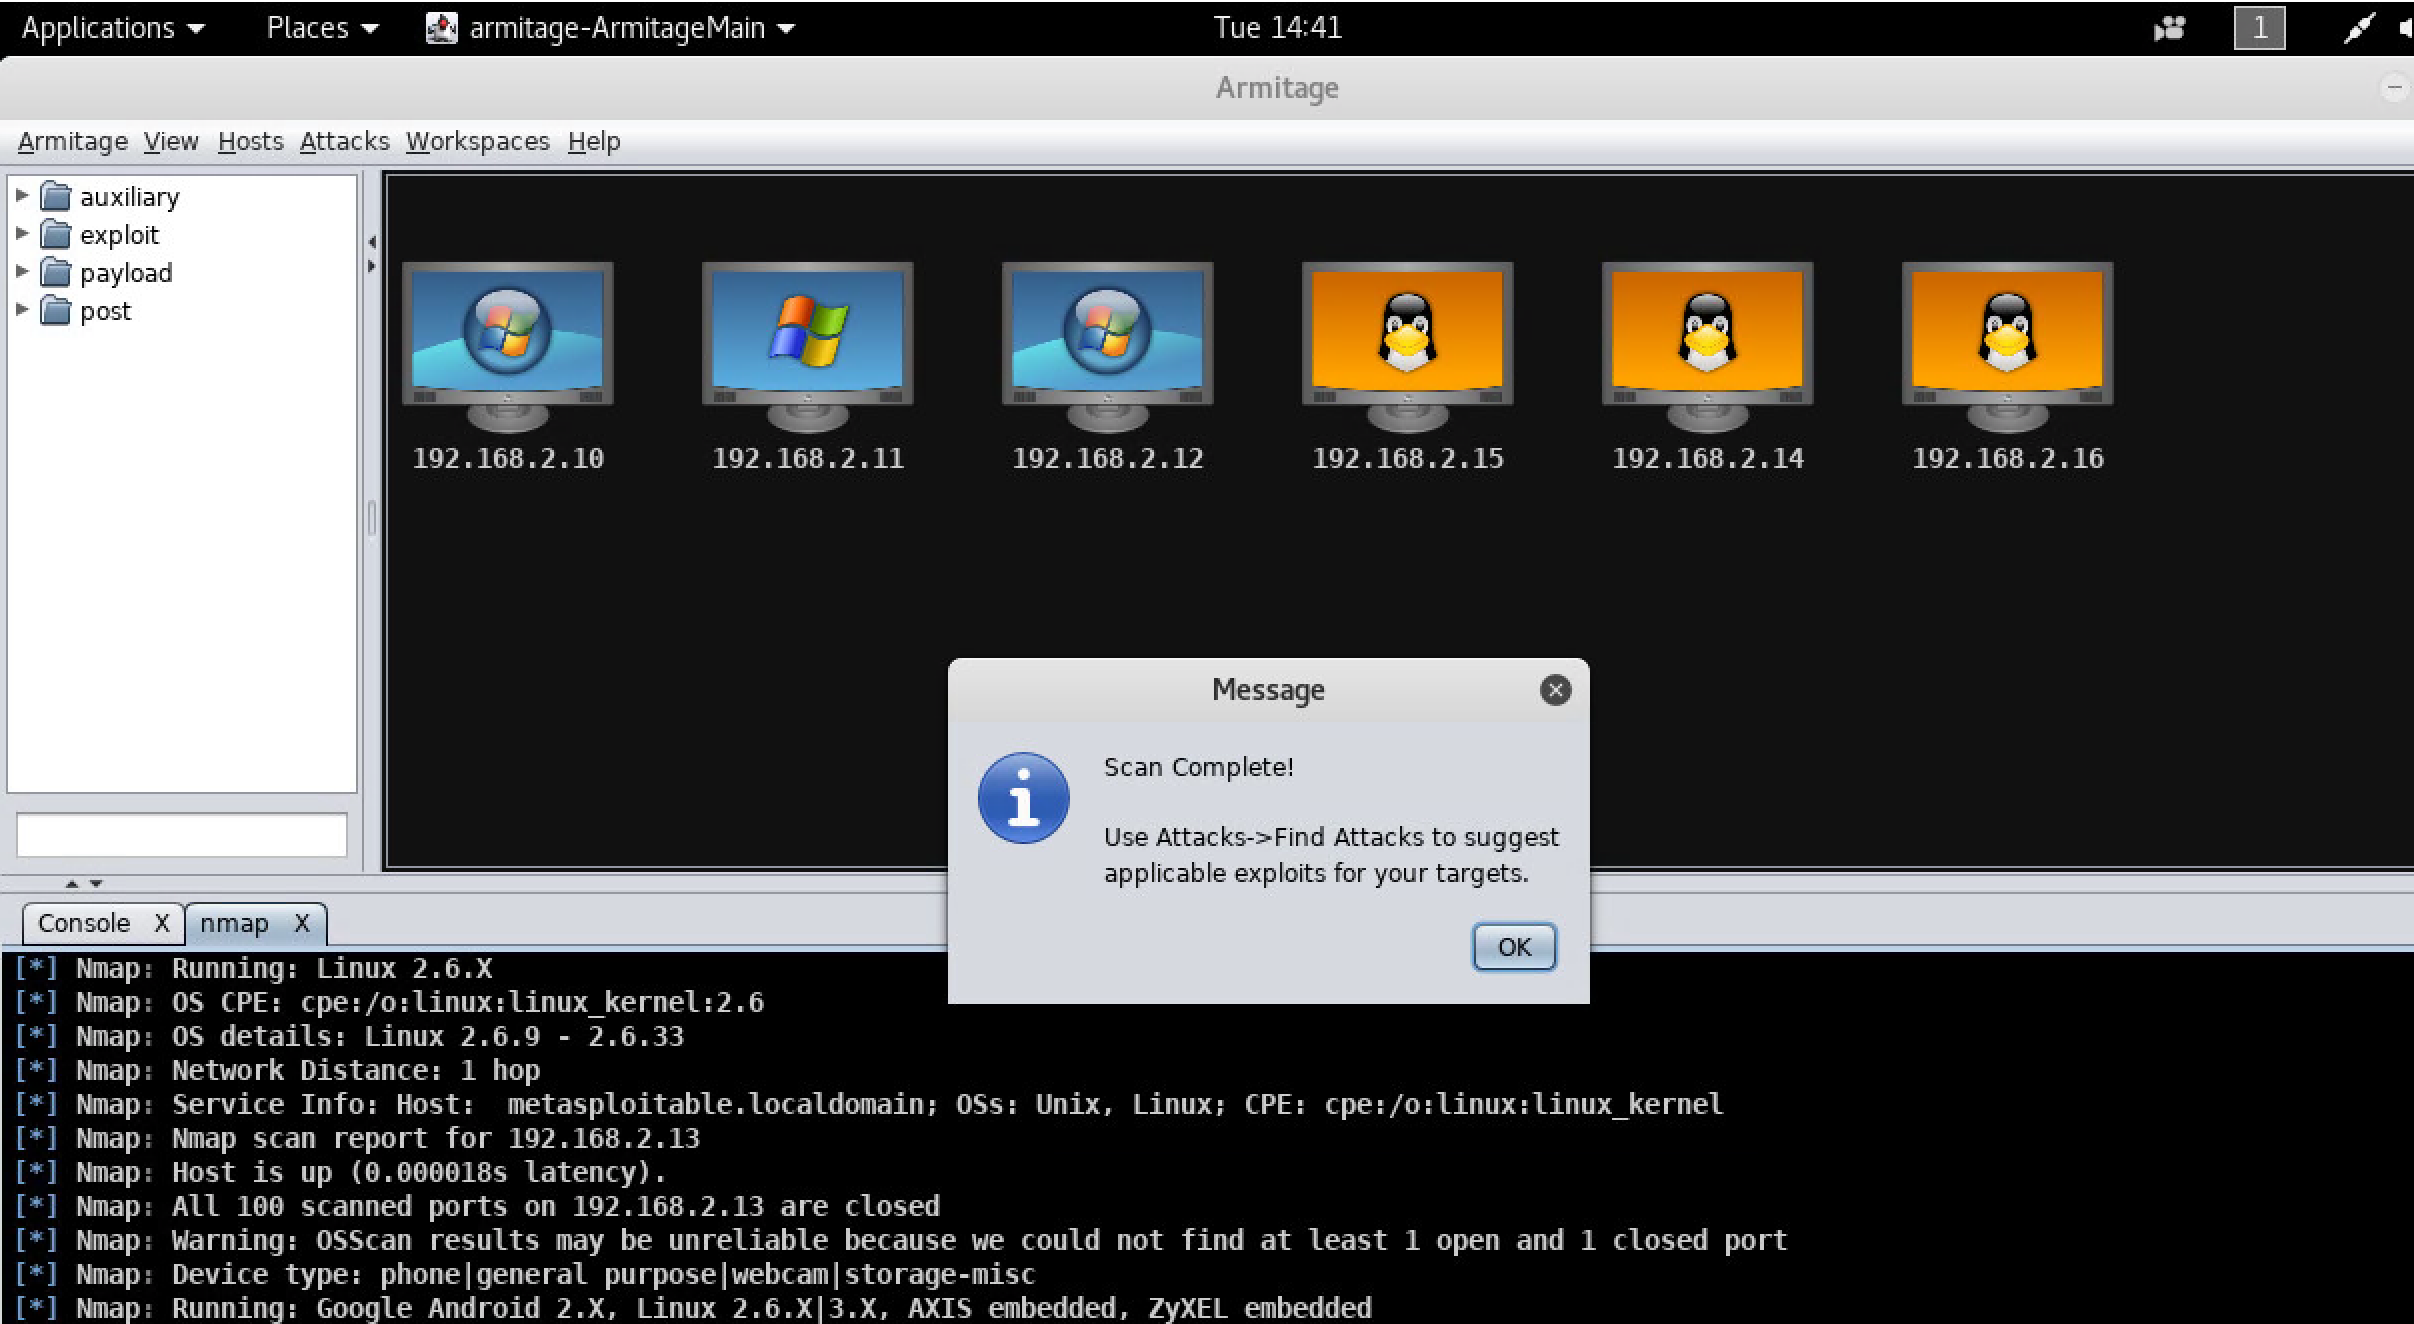 Applications Places armitage-ArmitageMain Tue 14:41 1
Armitage
Armitage View Hosts Attacks Workspaces Help
auxiliary
exploit
payload
post
192.168.2.10 192.168.2.11 192.168.2.12 192.168.2.15 192.168.2.14 192.168.2.16
Message
Scan Complete!
Use Attacks->Find Attacks to suggest
applicable exploits for your targets.
OK
Console X nmap X
[*] Nmap: Running: Linux 2.6.X
[*] Nmap: OS CPE: cpe:/o:linux:linux_kernel:2.6
[*] Nmap: OS details: Linux 2.6.9 - 2.6.33
[*] Nmap: Network Distance: 1 hop
[*] Nmap: Service Info: Host:  metasploitable.localdomain; OSs: Unix, Linux; CPE: cpe:/o:linux:linux_kernel
[*] Nmap: Nmap scan report for 192.168.2.13
[*] Nmap: Host is up (0.000018s latency).
[*] Nmap: All 100 scanned ports on 192.168.2.13 are closed
[*] Nmap: Warning: OSScan results may be unreliable because we could not find at least 1 open and 1 closed port
[*] Nmap: Device type: phone|general purpose|webcam|storage-misc
[*] Nmap: Running: Google Android 2.X, Linux 2.6.X|3.X, AXIS embedded, ZyXEL embedded